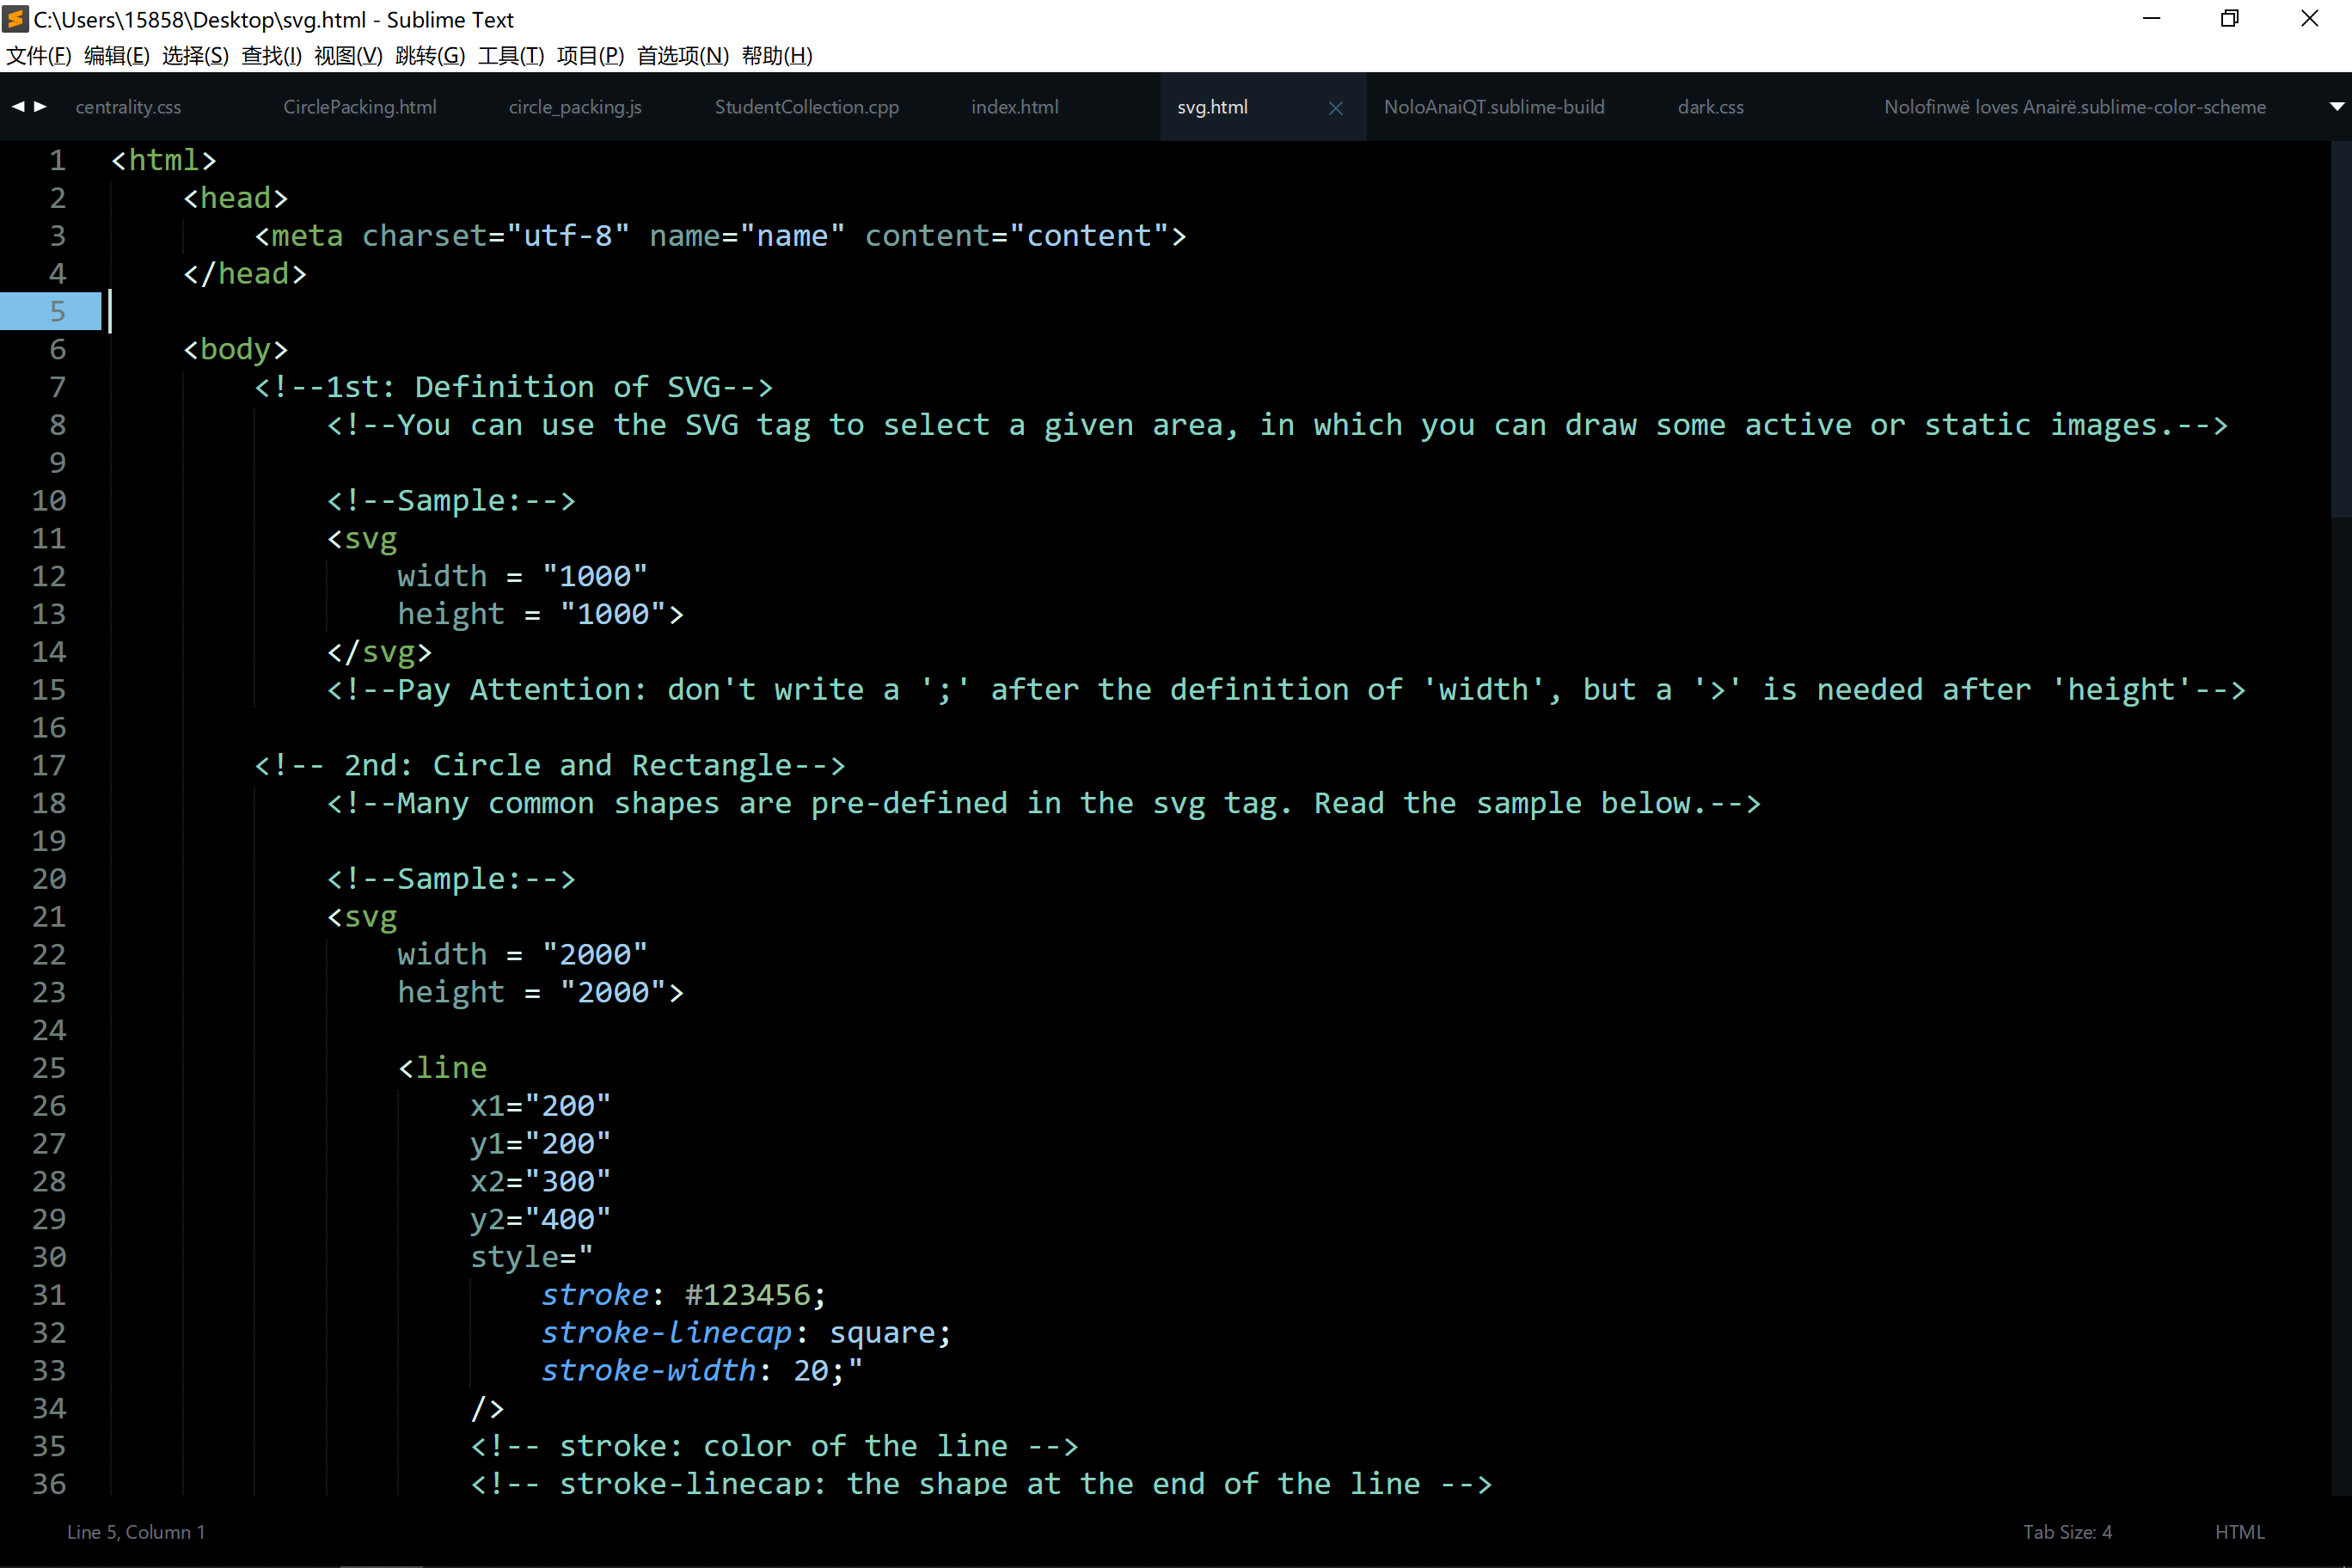 C:\Users\15858\Desktop\svg.html - Sublime Text
文件(F) 编辑(E) 选择(S) 查找(I) 视图(V) 跳转(G) 工具(T) 项目(P) 首选项(N) 帮助(H)
centrality.css CirclePacking.html circle_packing.js StudentCollection.cpp index.html svg.html NoloAnaiQT.sublime-build dark.css Nolofinwë loves Anairë.sublime-color-scheme
1 <html>
2     <head>
3         <meta charset="utf-8" name="name" content="content">
4     </head>
5
6     <body>
7         <!--1st: Definition of SVG-->
8             <!--You can use the SVG tag to select a given area, in which you can draw some active or static images.-->
9
10             <!--Sample:-->
11             <svg
12                 width = "1000"
13                 height = "1000">
14             </svg>
15             <!--Pay Attention: don't write a ';' after the definition of 'width', but a '>' is needed after 'height'-->
16
17         <!-- 2nd: Circle and Rectangle-->
18             <!--Many common shapes are pre-defined in the svg tag. Read the sample below.-->
19
20             <!--Sample:-->
21             <svg
22                 width = "2000"
23                 height = "2000">
24
25                 <line
26                     x1="200"
27                     y1="200"
28                     x2="300"
29                     y2="400"
30                     style="
31                         stroke: #123456;
32                         stroke-linecap: square;
33                         stroke-width: 20;"
34                     />
35                     <!-- stroke: color of the line -->
36                     <!-- stroke-linecap: the shape at the end of the line -->
Line 5, Column 1 Tab Size: 4 HTML